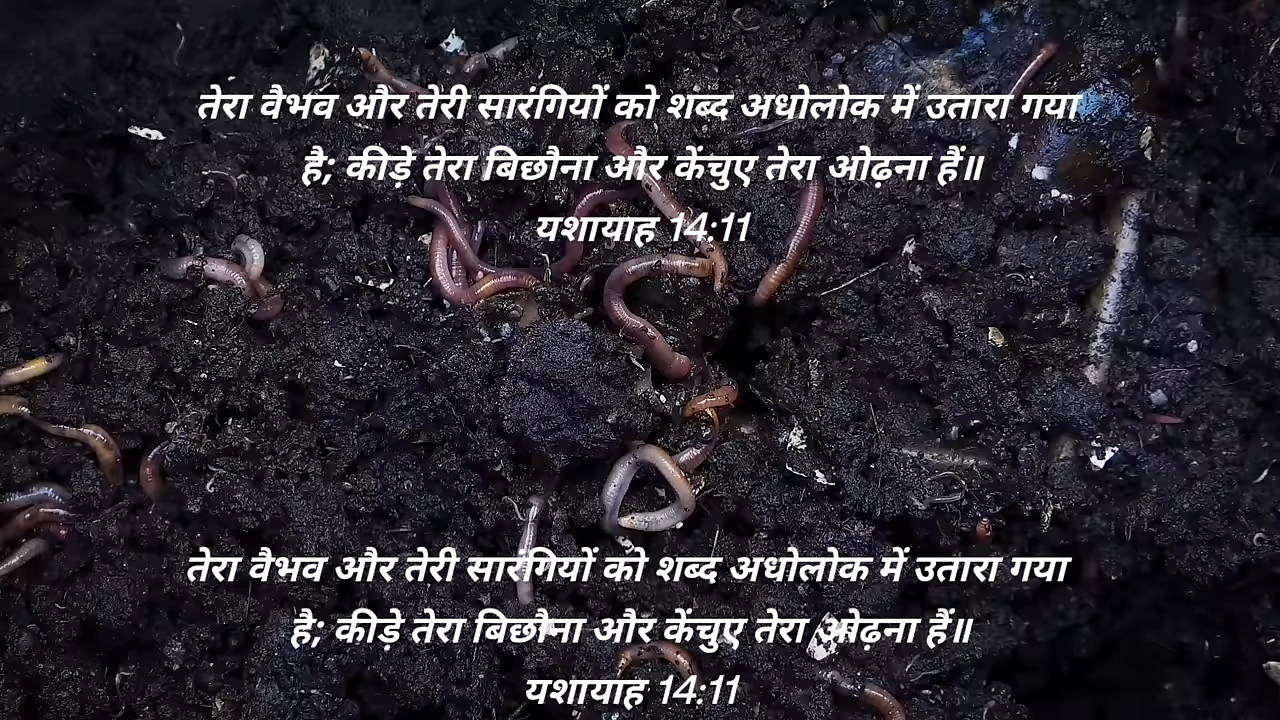 तेरा वैभव और तेरी सारंगियों को शब्द अधोलोक में उतारा गया
है; कीड़े तेरा बिछौना और केंचुए तेरा ओढ़ना हैं॥
यशायाह 14:11
तेरा वैभव और तेरी सारंगियों को शब्द अधोलोक में उतारा गया
है; कीड़े तेरा बिछौना और केंचुए तेरा ओढ़ना हैं॥
यशायाह 14:11